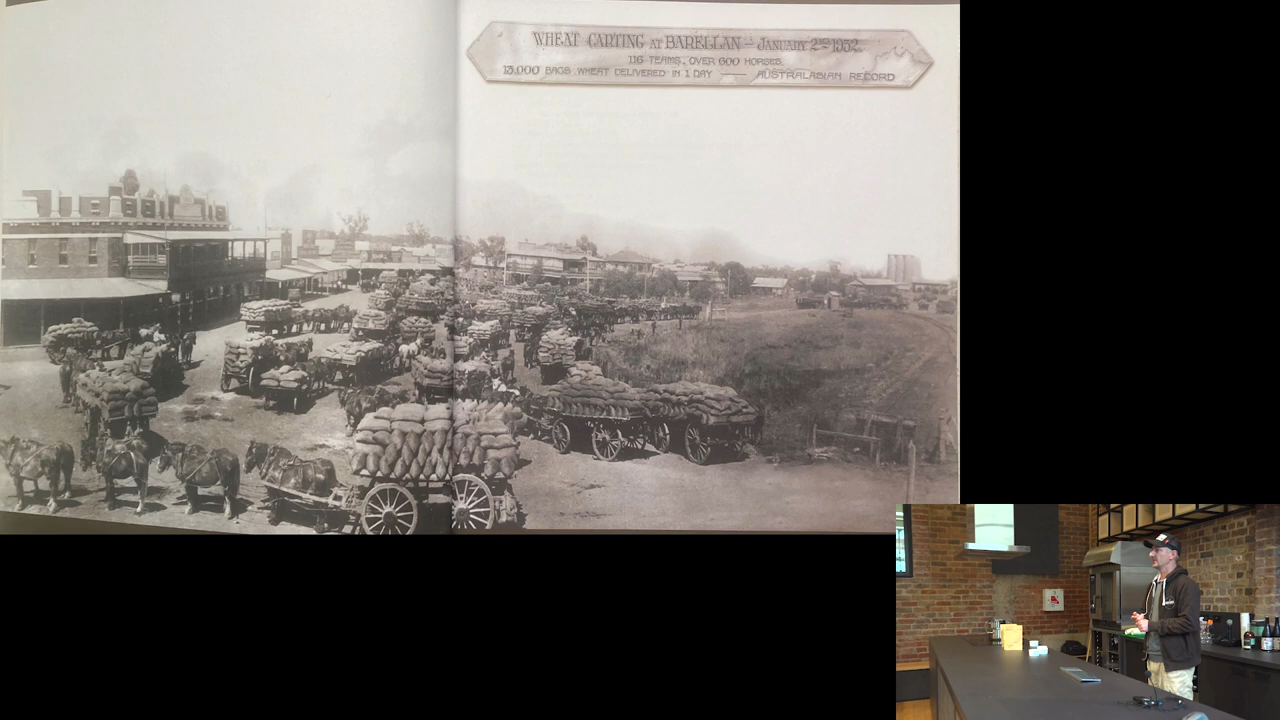 WHEAT CARTING AT BARELLAN — JANUARY 2ND 1932.
116 TEAMS, OVER 600 HORSES.
13,000 BAGS WHEAT DELIVERED IN 1 DAY — AUSTRALASIAN RECORD